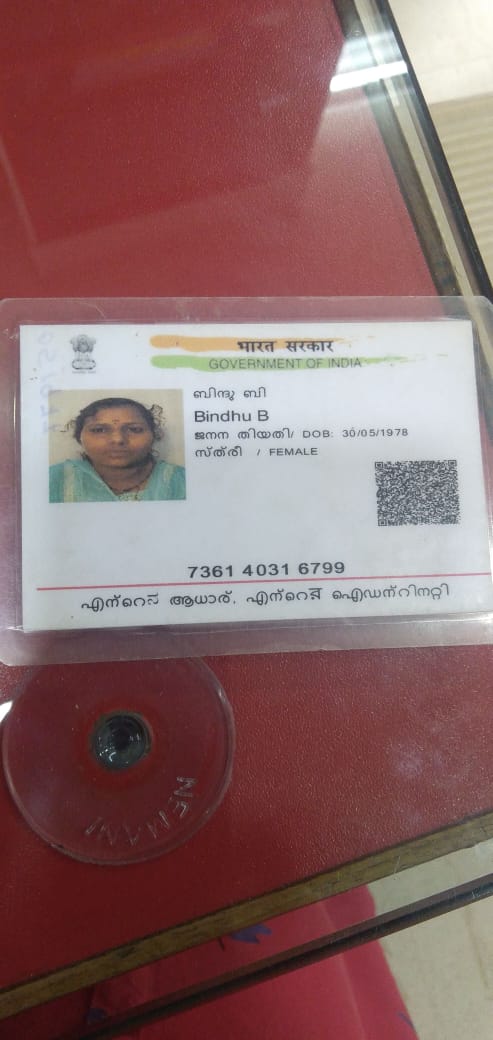 भारत सरकार
GOVERNMENT OF INDIA
ബിന്ദു ബി
Bindhu B
ജനന തിയതി/ DOB: 30/05/1978
സ്ത്രീ / FEMALE
7361 4031 6799
എന്റെ ആധാര്, എന്റെ ഐഡന്റിറ്റി
NEMANI